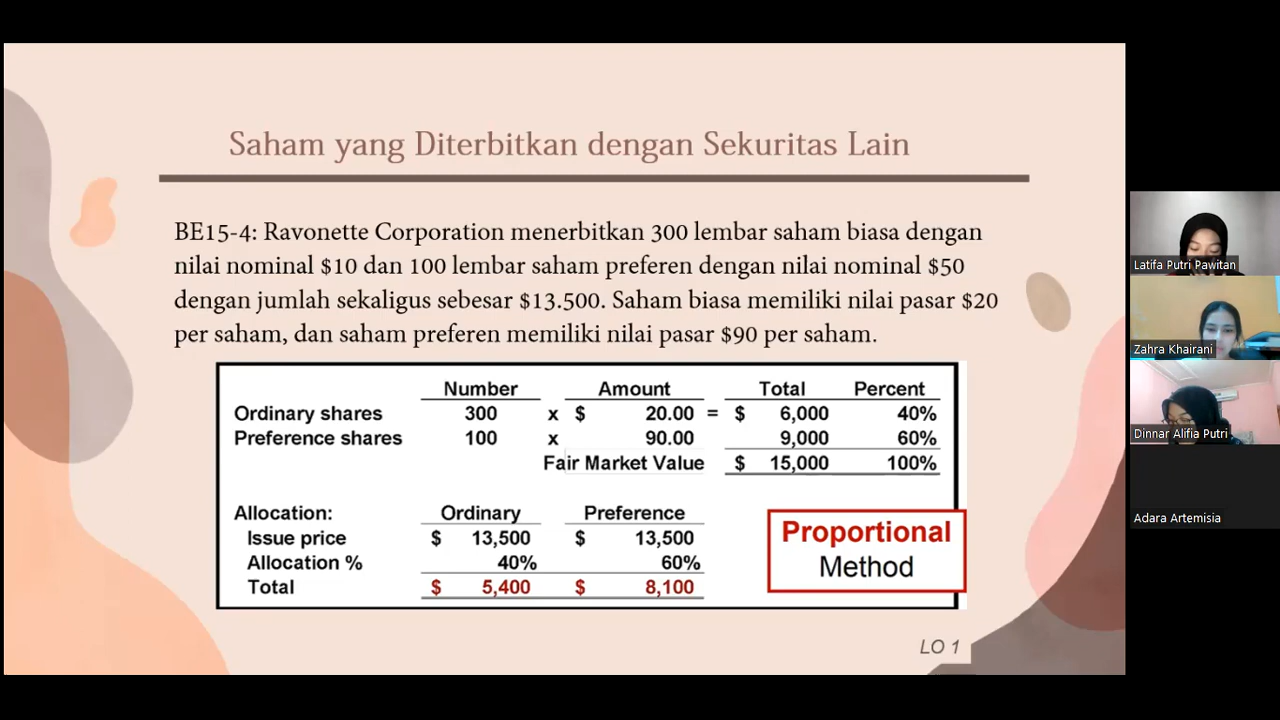 Saham yang Diterbitkan dengan Sekuritas Lain
BE15-4: Ravonette Corporation menerbitkan 300 lembar saham biasa dengan
nilai nominal $10 dan 100 lembar saham preferen dengan nilai nominal $50
dengan jumlah sekaligus sebesar $13.500. Saham biasa memiliki nilai pasar $20
per saham, dan saham preferen memiliki nilai pasar $90 per saham.
Number Amount Total Percent
Ordinary shares 300 x $ 20.00 = $ 6,000 40%
Preference shares 100 x 90.00 9,000 60%
Fair Market Value $ 15,000 100%
Allocation: Ordinary Preference
Issue price $ 13,500 $ 13,500
Allocation % 40% 60%
Total $ 5,400 $ 8,100
Proportional
Method
LO 1
Latifa Putri Pawitan
Zahra Khairani
Dinnar Alifia Putri
Adara Artemisia